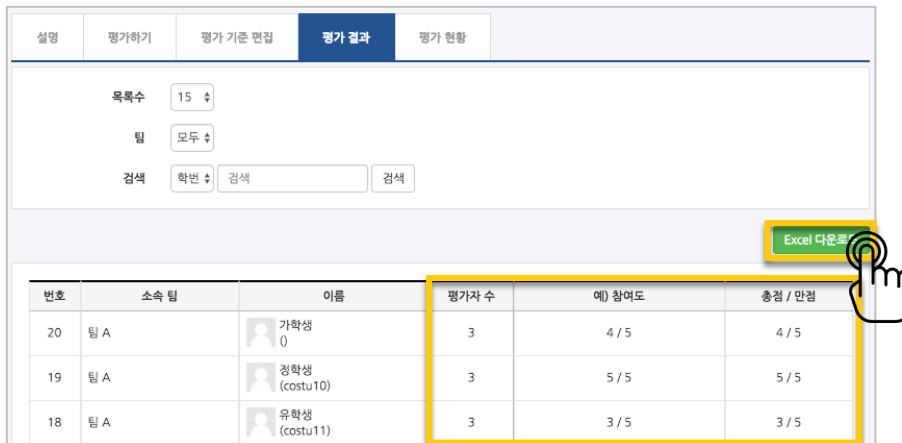 설명 평가하기 평가 기준 편집 평가 결과 평가 현황
목록수 15
팀 모두
검색 학번 검색 검색
Excel 다운로드
번호 소속 팀 이름 평가자 수 예) 참여도 총점 / 만점
20 팀 A 가학생 3 4 / 5 4 / 5
()
19 팀 A 정학생 3 5 / 5 5 / 5
(costu10)
18 팀 A 유학생 3 3 / 5 3 / 5
(costu11)